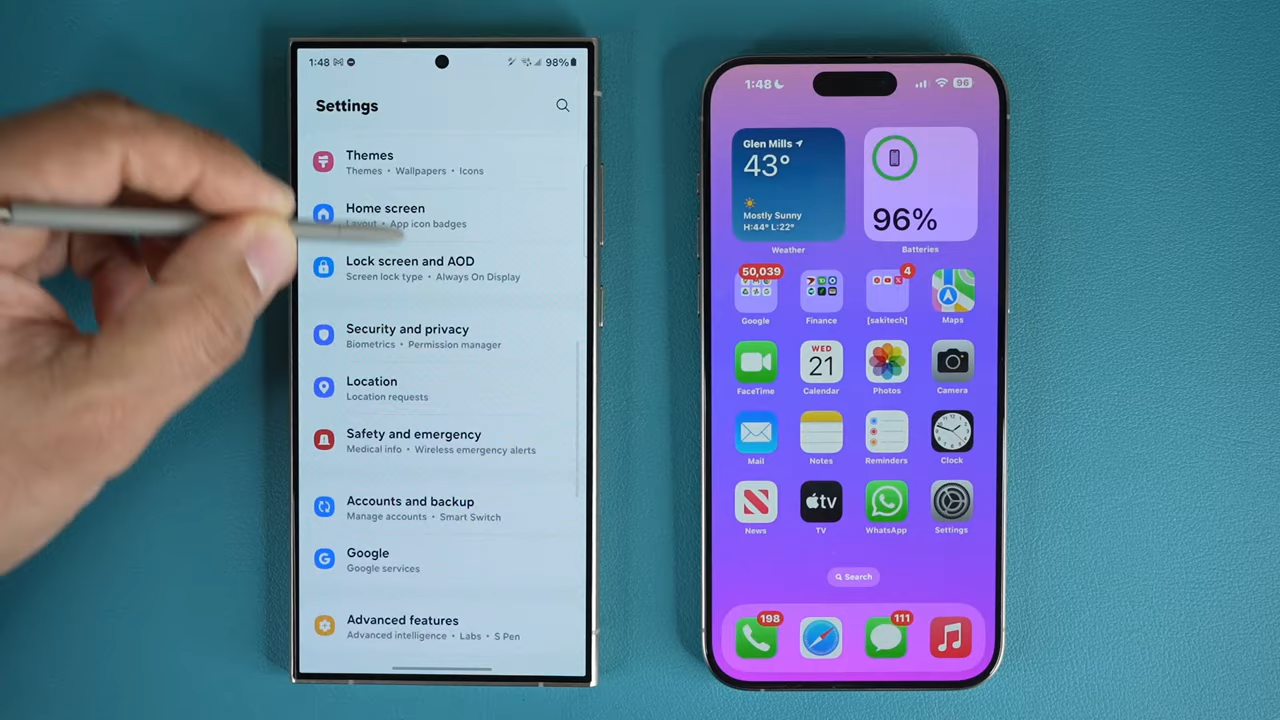 1:48
98%
Settings
Themes
Themes • Wallpapers • Icons
Home screen
Layout • App icon badges
Lock screen and AOD
Screen lock type • Always On Display
Security and privacy
Biometrics • Permission manager
Location
Location requests
Safety and emergency
Medical info • Wireless emergency alerts
Accounts and backup
Manage accounts • Smart Switch
Google
Google services
Advanced features
Advanced intelligence • Labs • S Pen
1:48
96
Glen Mills
43°
Mostly Sunny
H:44° L:22°
Weather
96%
Batteries
50,039
4
Google Finance [sakitech] Maps
WED
21
FaceTime Calendar Photos Camera
Mail Notes Reminders Clock
tv
News TV WhatsApp Settings
Search
198
111